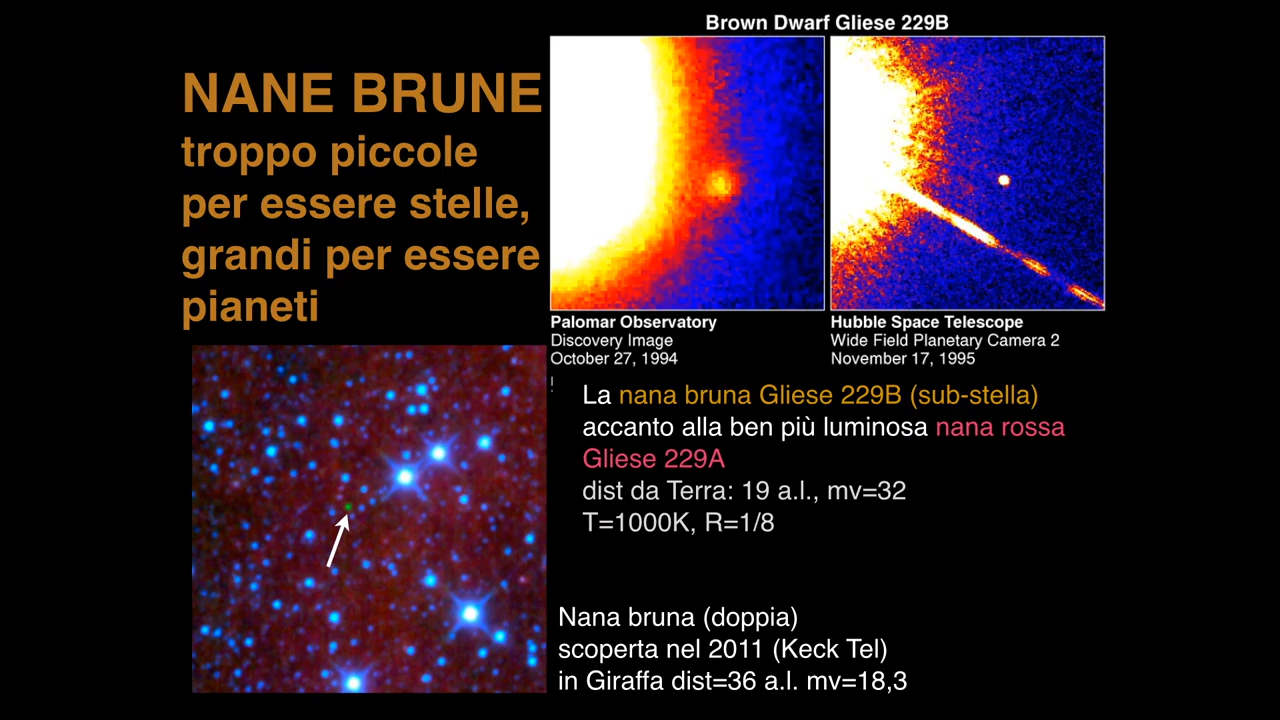 Brown Dwarf Gliese 229B
NANE BRUNE
troppo piccole
per essere stelle,
grandi per essere
pianeti
Palomar Observatory
Discovery Image
October 27, 1994
Hubble Space Telescope
Wide Field Planetary Camera 2
November 17, 1995
!
La nana bruna Gliese 229B (sub-stella)
accanto alla ben più luminosa nana rossa
Gliese 229A
dist da Terra: 19 a.l., mv=32
T=1000K, R=1/8
Nana bruna (doppia)
scoperta nel 2011 (Keck Tel)
in Giraffa dist=36 a.l. mv=18,3